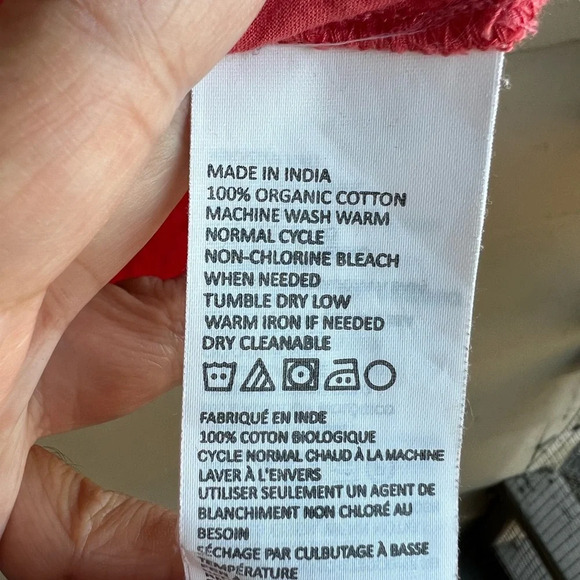 MADE IN INDIA
100% ORGANIC COTTON
MACHINE WASH WARM
NORMAL CYCLE
NON-CHLORINE BLEACH
WHEN NEEDED
TUMBLE DRY LOW
WARM IRON IF NEEDED
DRY CLEANABLE
FABRIQUÉ EN INDE
100% COTON BIOLOGIQUE
CYCLE NORMAL CHAUD À LA MACHINE
LAVER À L'ENVERS
UTILISER SEULEMENT UN AGENT DE
BLANCHIMENT NON CHLORÉ AU
BESOIN
SÉCHAGE PAR CULBUTAGE À BASSE
TEMPÉRATURE